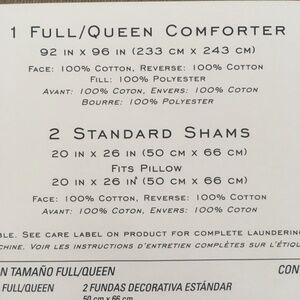 1 Full/Queen Comforter
92 in x 96 in (233 cm x 243 cm)
Face: 100% Cotton, Reverse: 100% Cotton
Fill: 100% Polyester
Avant: 100% Coton, Envers: 100% Coton
Bourre: 100% Polyester
2 Standard Shams
20 in x 26 in (50 cm x 66 cm)
Fits Pillow
20 in x 26 in (50 cm x 66 cm)
Face: 100% Cotton, Reverse: 100% Cotton
Avant: 100% Coton, Envers: 100% Coton
ble. See care label on product for complete laundering
chine. Voir les instructions d'entretien complètes sur l'étiqu
N TAMAÑO FULL/QUEEN
CON
FULL/QUEEN
2 FUNDAS DECORATIVA ESTÁNDAR
50 cm x 66 cm